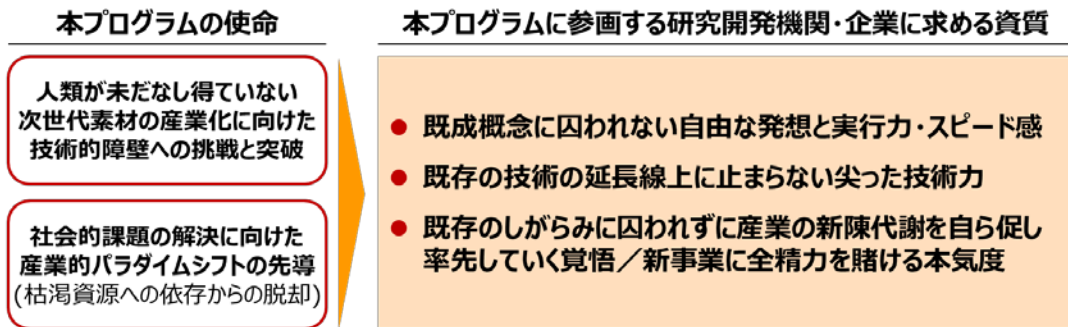 本プログラムの使命
人類が未だなし得ていない
次世代素材の産業化に向けた
技術的障壁への挑戦と突破
社会的課題の解決に向けた
産業的パラダイムシフトの先導
(枯渇資源への依存からの脱却)
本プログラムに参画する研究開発機関・企業に求める資質
● 既成概念に囚われない自由な発想と実行力・スピード感
● 既存の技術の延長線上に止まらない尖った技術力
● 既存のしがらみに囚われずに産業の新陳代謝を自ら促し
率先していく覚悟／新事業に全精力を賭ける本気度